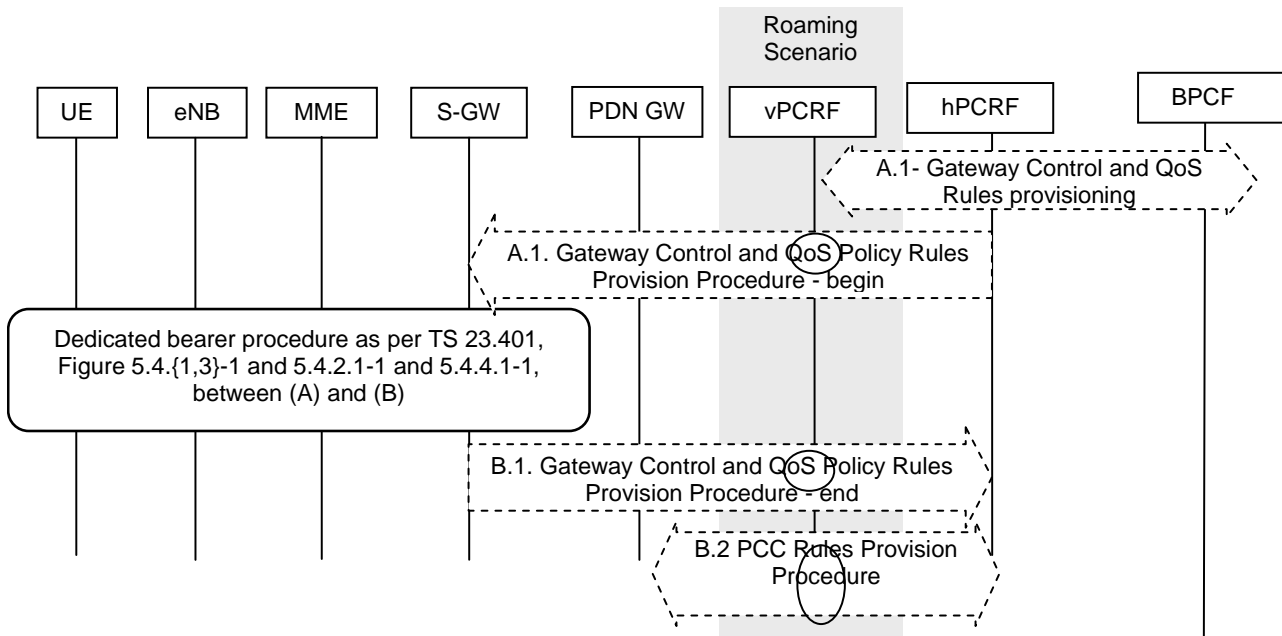 Roaming
Scenario
UE
eNB
MME
S-GW
PDN GW
vPCRF
hPCRF
BPCF
A.1- Gateway Control and QoS
Rules provisioning
A.1. Gateway Control and QoS Policy Rules
Provision Procedure - begin
Dedicated bearer procedure as per TS 23.401,
Figure 5.4.{1,3}-1 and 5.4.2.1-1 and 5.4.4.1-1,
between (A) and (B)
B.1. Gateway Control and QoS Policy Rules
Provision Procedure - end
B.2 PCC Rules Provision
Procedure